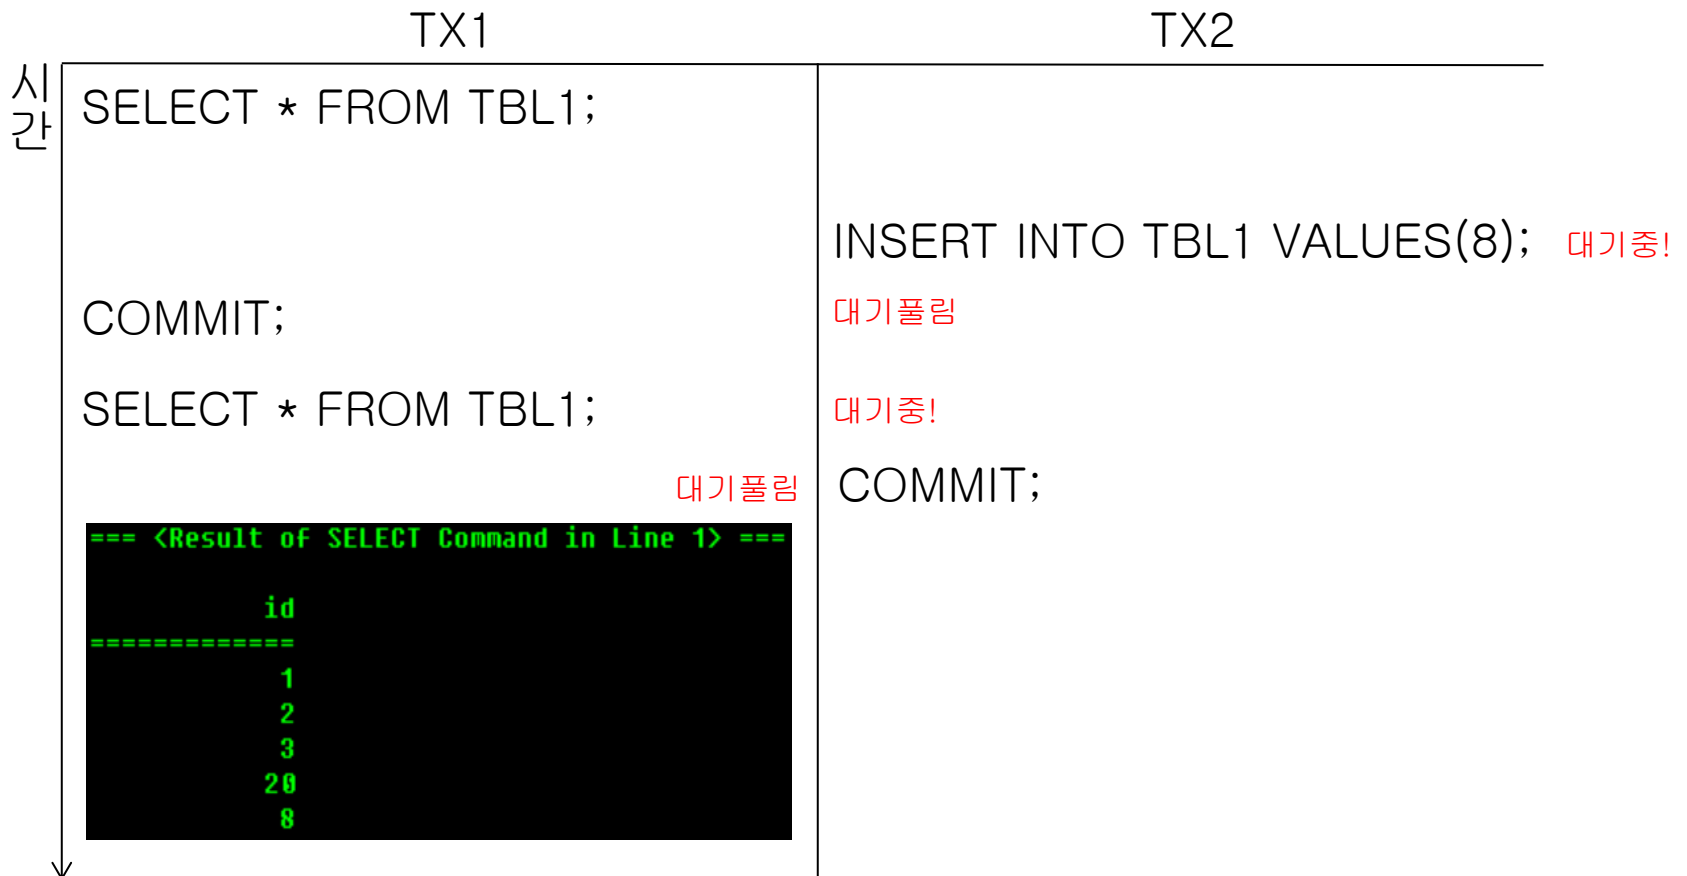 TX1 TX2
시간
SELECT * FROM TBL1;
INSERT INTO TBL1 VALUES(8); 대기중!
COMMIT; 대기풀림
SELECT * FROM TBL1; 대기중!
대기풀림 COMMIT;
=== <Result of SELECT Command in Line 1> ===
id
=============
1
2
3
20
8